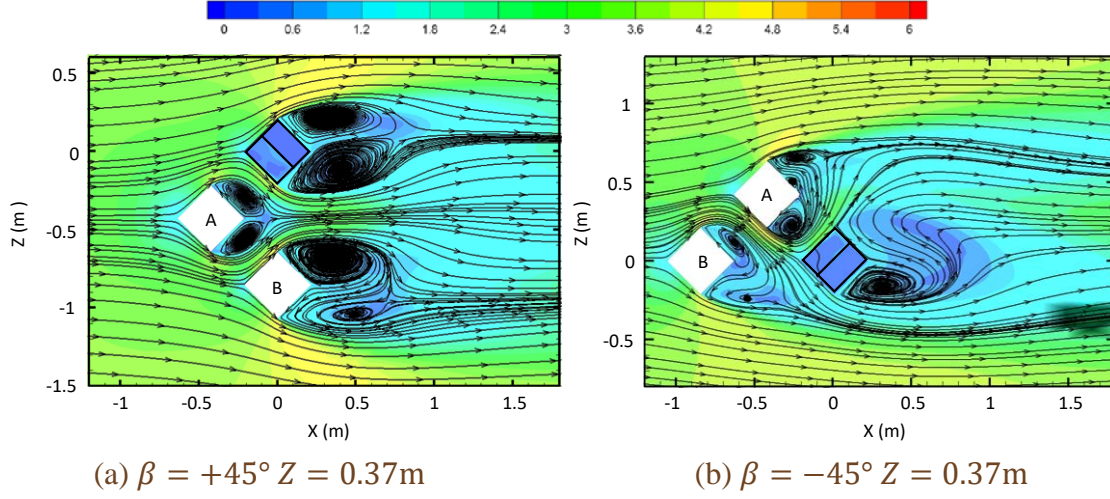 0 0.6 1.2 1.8 2.4 3 3.6 4.2 4.8 5.4 6
0.5
0
-0.5
-1
-1.5
Z (m )
A
B
-1 -0.5 0 0.5 1 1.5
X (m)
1
0.5
0
-0.5
Z (m )
A
B
-1 -0.5 0 0.5 1 1.5
X (m)
(a) β = +45° Z = 0.37m
(b) β = −45° Z = 0.37m